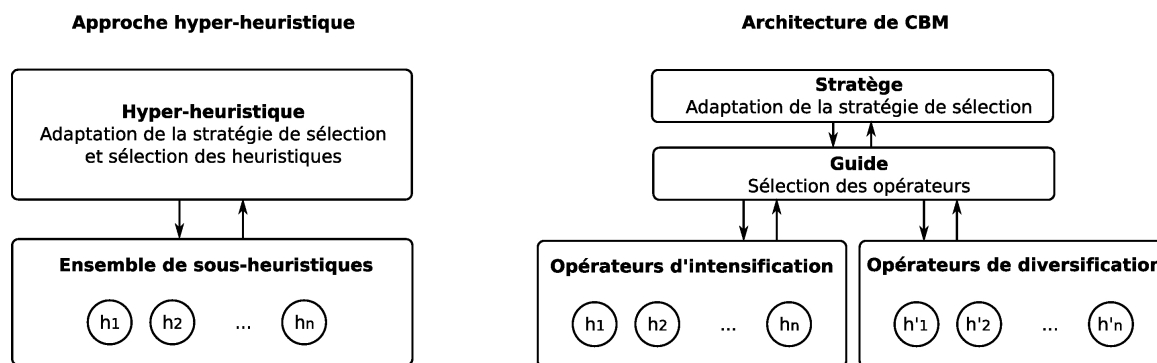 Approche hyper-heuristique
Hyper-heuristique
Adaptation de la stratégie de sélection
et sélection des heuristiques
Ensemble de sous-heuristiques
h1 h2 ... hn
Architecture de CBM
Stratège
Adaptation de la stratégie de sélection
Guide
Sélection des opérateurs
Opérateurs d'intensification
h1 h2 ... hn
Opérateurs de diversification
h'1 h'2 ... h'n